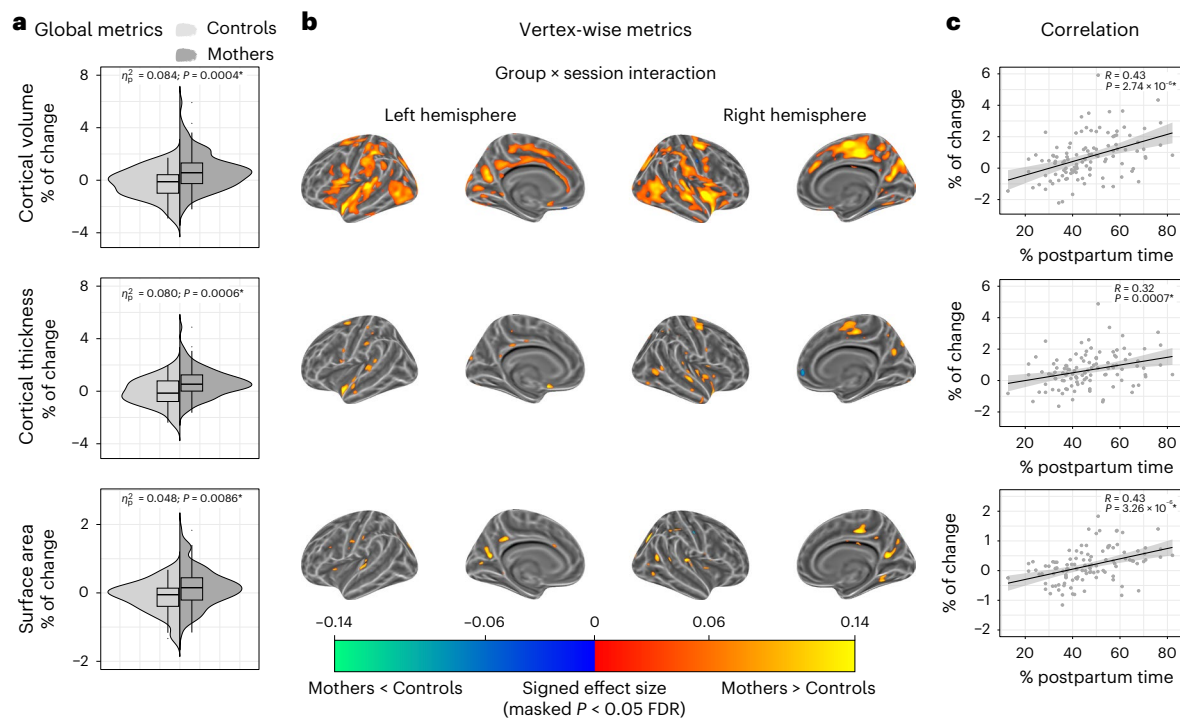 a Global metrics
Controls
Mothers
Cortical volume
% of change
8
4
0
−4
η²p = 0.084; P = 0.0004*
Cortical thickness
% of change
8
4
0
−4
η²p = 0.080; P = 0.0006*
Surface area
% of change
2
0
−2
η²p = 0.048; P = 0.0086*
b Vertex-wise metrics
Group × session interaction
Left hemisphere Right hemisphere
−0.14 −0.06 0 0.06 0.14
Mothers < Controls Signed effect size Mothers > Controls
(masked P < 0.05 FDR)
c Correlation
% of change
6
4
2
0
−2
R = 0.43
P = 2.74 × 10⁻⁶*
20 40 60 80
% postpartum time
% of change
6
4
2
0
−2
R = 0.32
P = 0.0007*
20 40 60 80
% postpartum time
% of change
2
1
0
−1
−2
R = 0.43
P = 3.26 × 10⁻⁶*
20 40 60 80
% postpartum time